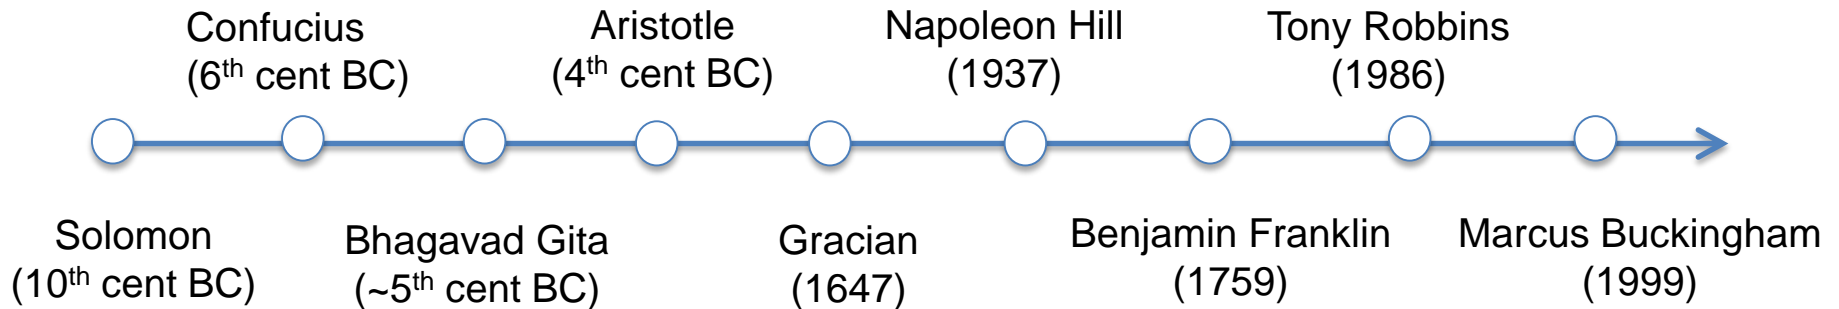 Confucius
(6th cent BC)
Aristotle
(4th cent BC)
Napoleon Hill
(1937)
Tony Robbins
(1986)
Solomon
(10th cent BC)
Bhagavad Gita
(~5th cent BC)
Gracian
(1647)
Benjamin Franklin
(1759)
Marcus Buckingham
(1999)